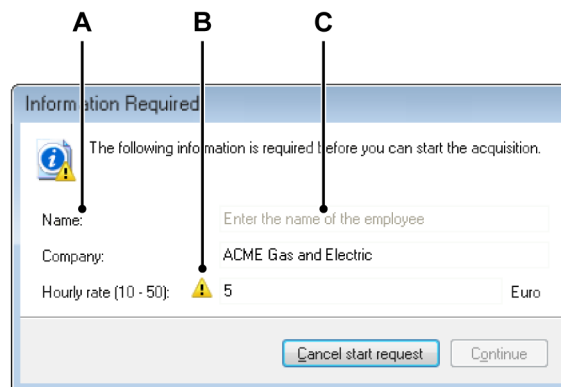 A B C
Information Required
The following information is required before you can start the acquisition.
Name: Enter the name of the employee
Company: ACME Gas and Electric
Hourly rate (10 - 50): 5 Euro
Cancel start request Continue